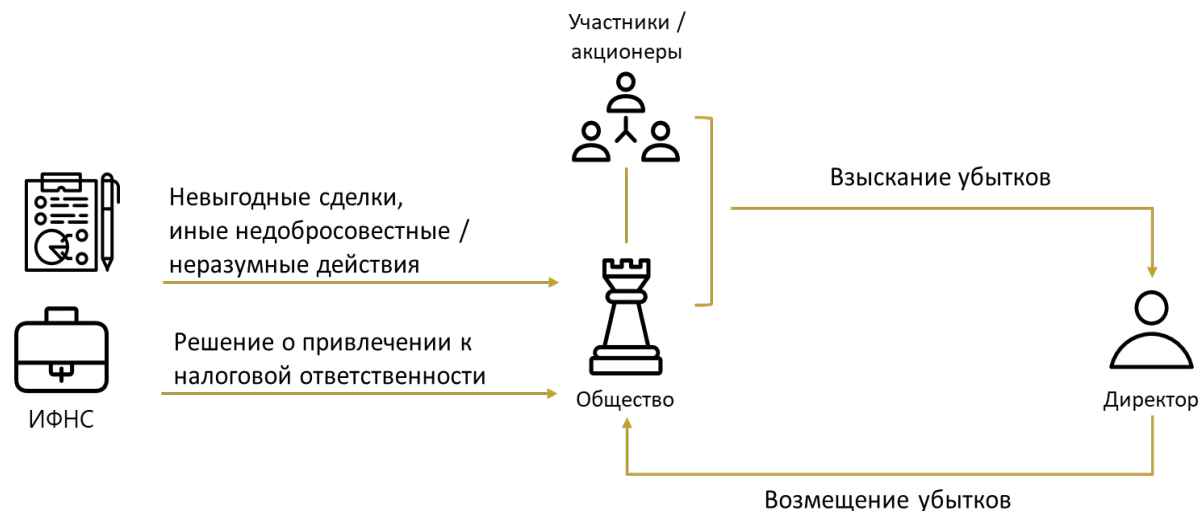 Участники /
акционеры
Невыгодные сделки,
иные недобросовестные /
неразумные действия
Взыскание убытков
Решение о привлечении к
налоговой ответственности
ИФНС
Общество
Директор
Возмещение убытков